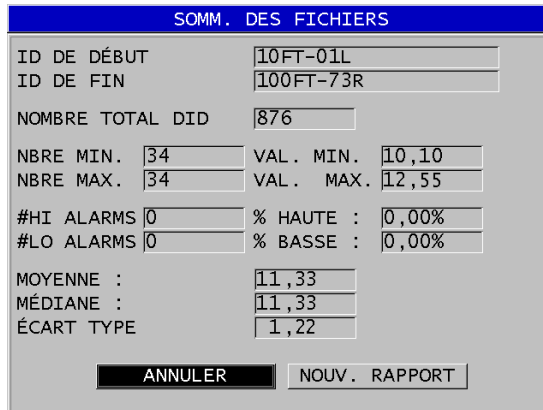 SOMM. DES FICHIERS
ID DE DÉBUT 10FT-01L
ID DE FIN 100FT-73R
NOMBRE TOTAL DID 876
NBRE MIN. 34 VAL. MIN. 10,10
NBRE MAX. 34 VAL. MAX. 12,55
#HI ALARMS 0 % HAUTE : 0,00%
#LO ALARMS 0 % BASSE : 0,00%
MOYENNE : 11,33
MÉDIANE : 11,33
ÉCART TYPE 1,22
ANNULER NOUV. RAPPORT